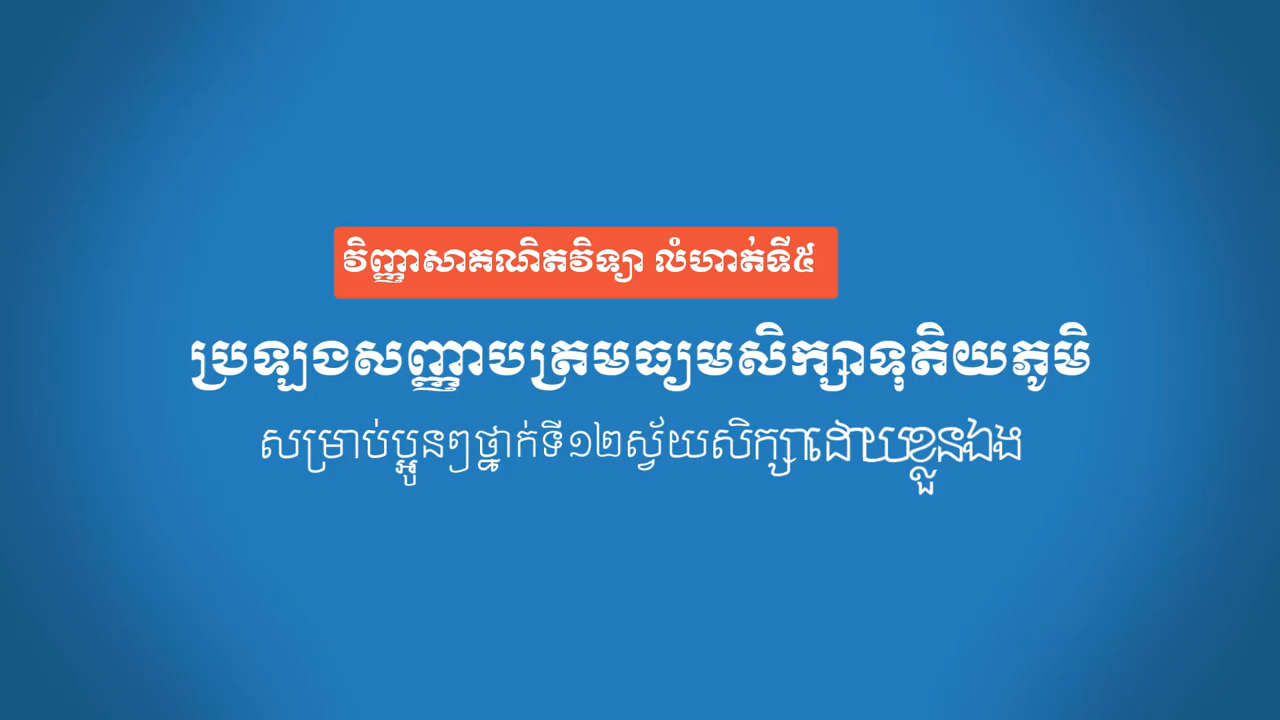 វិញ្ញាសាគណិតវិទ្យា លំហាត់ទី៥
ប្រឡងសញ្ញាបត្រមធ្យមសិក្សាទុតិយភូមិ
សម្រាប់ប្អូនៗថ្នាក់ទី១២ស្វ័យសិក្សាដោយខ្លួនឯង